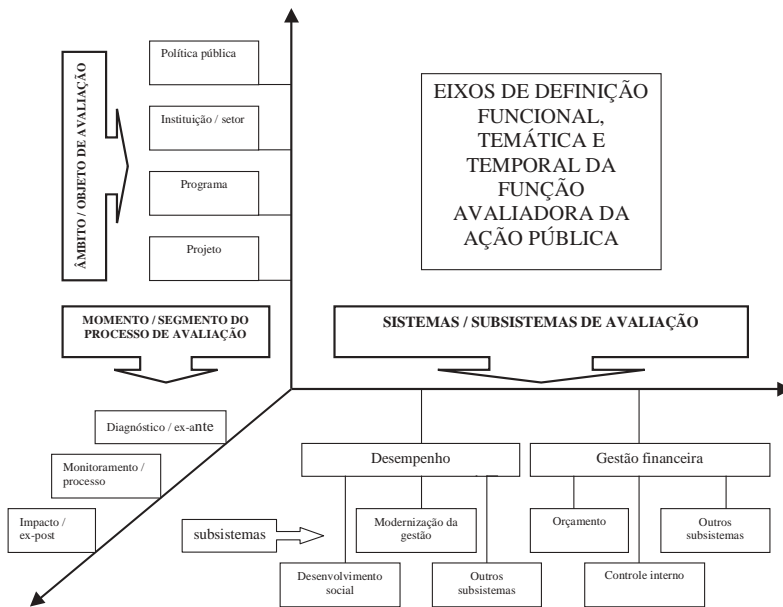 Política pública
Instituição / setor
Programa
Projeto
ÂMBITO / OBJETO DE AVALIAÇÃO
EIXOS DE DEFINIÇÃO
FUNCIONAL,
TEMÁTICA E
TEMPORAL DA
FUNÇÃO
AVALIADORA DA
AÇÃO PÚBLICA
MOMENTO / SEGMENTO DO
PROCESSO DE AVALIAÇÃO
SISTEMAS / SUBSISTEMAS DE AVALIAÇÃO
Diagnóstico / ex-ante
Monitoramento /
processo
Impacto /
ex-post
Desempenho
Gestão financeira
subsistemas
Modernização da
gestão
Orçamento
Outros
subsistemas
Desenvolvimento
social
Outros
subsistemas
Controle interno